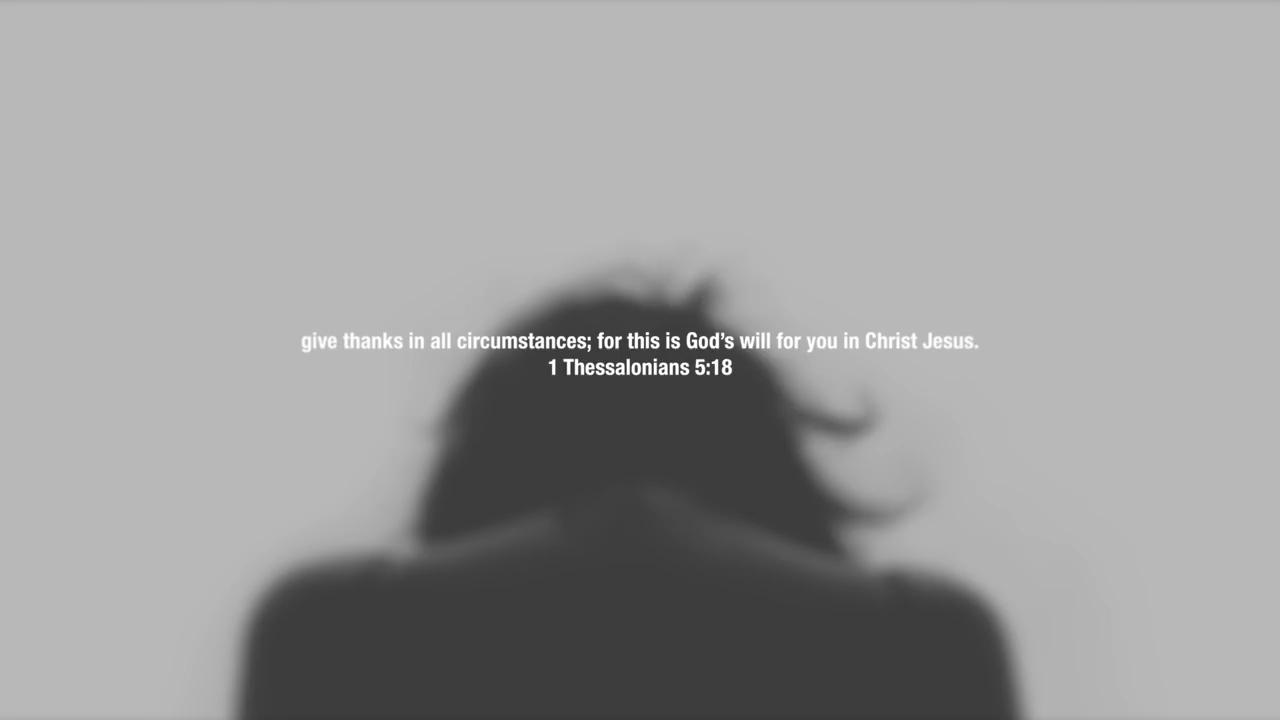 give thanks in all circumstances; for this is God’s will for you in Christ Jesus.
1 Thessalonians 5:18